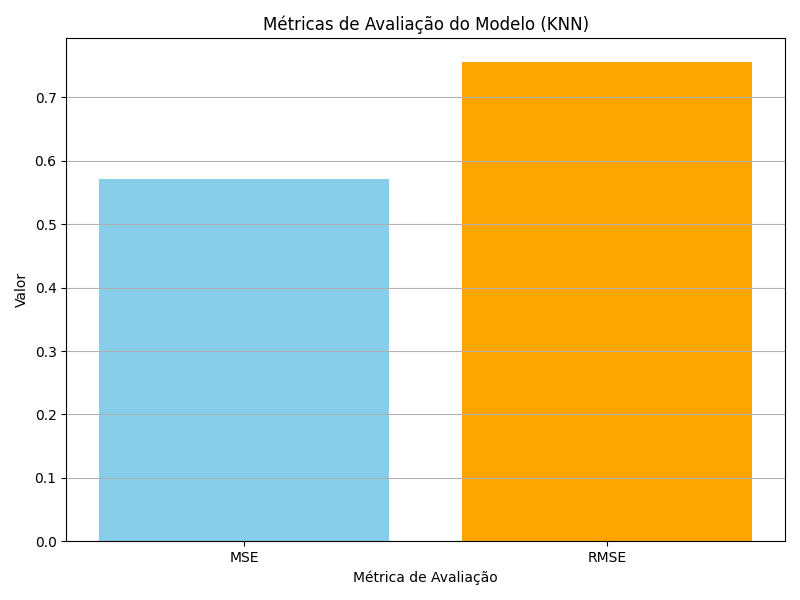 Métricas de Avaliação do Modelo (KNN)
0.7
0.6
0.5
0.4
0.3
0.2
0.1
0.0
Valor
MSE
RMSE
Métrica de Avaliação